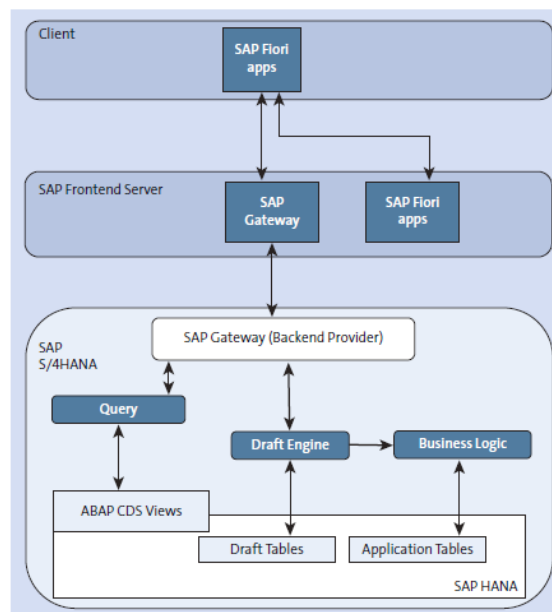 Client
SAP Fiori
apps
SAP Frontend Server
SAP
Gateway
SAP Fiori
apps
SAP Gateway (Backend Provider)
SAP
S/4HANA
Query
Draft Engine
Business Logic
ABAP CDS Views
Draft Tables
Application Tables
SAP HANA